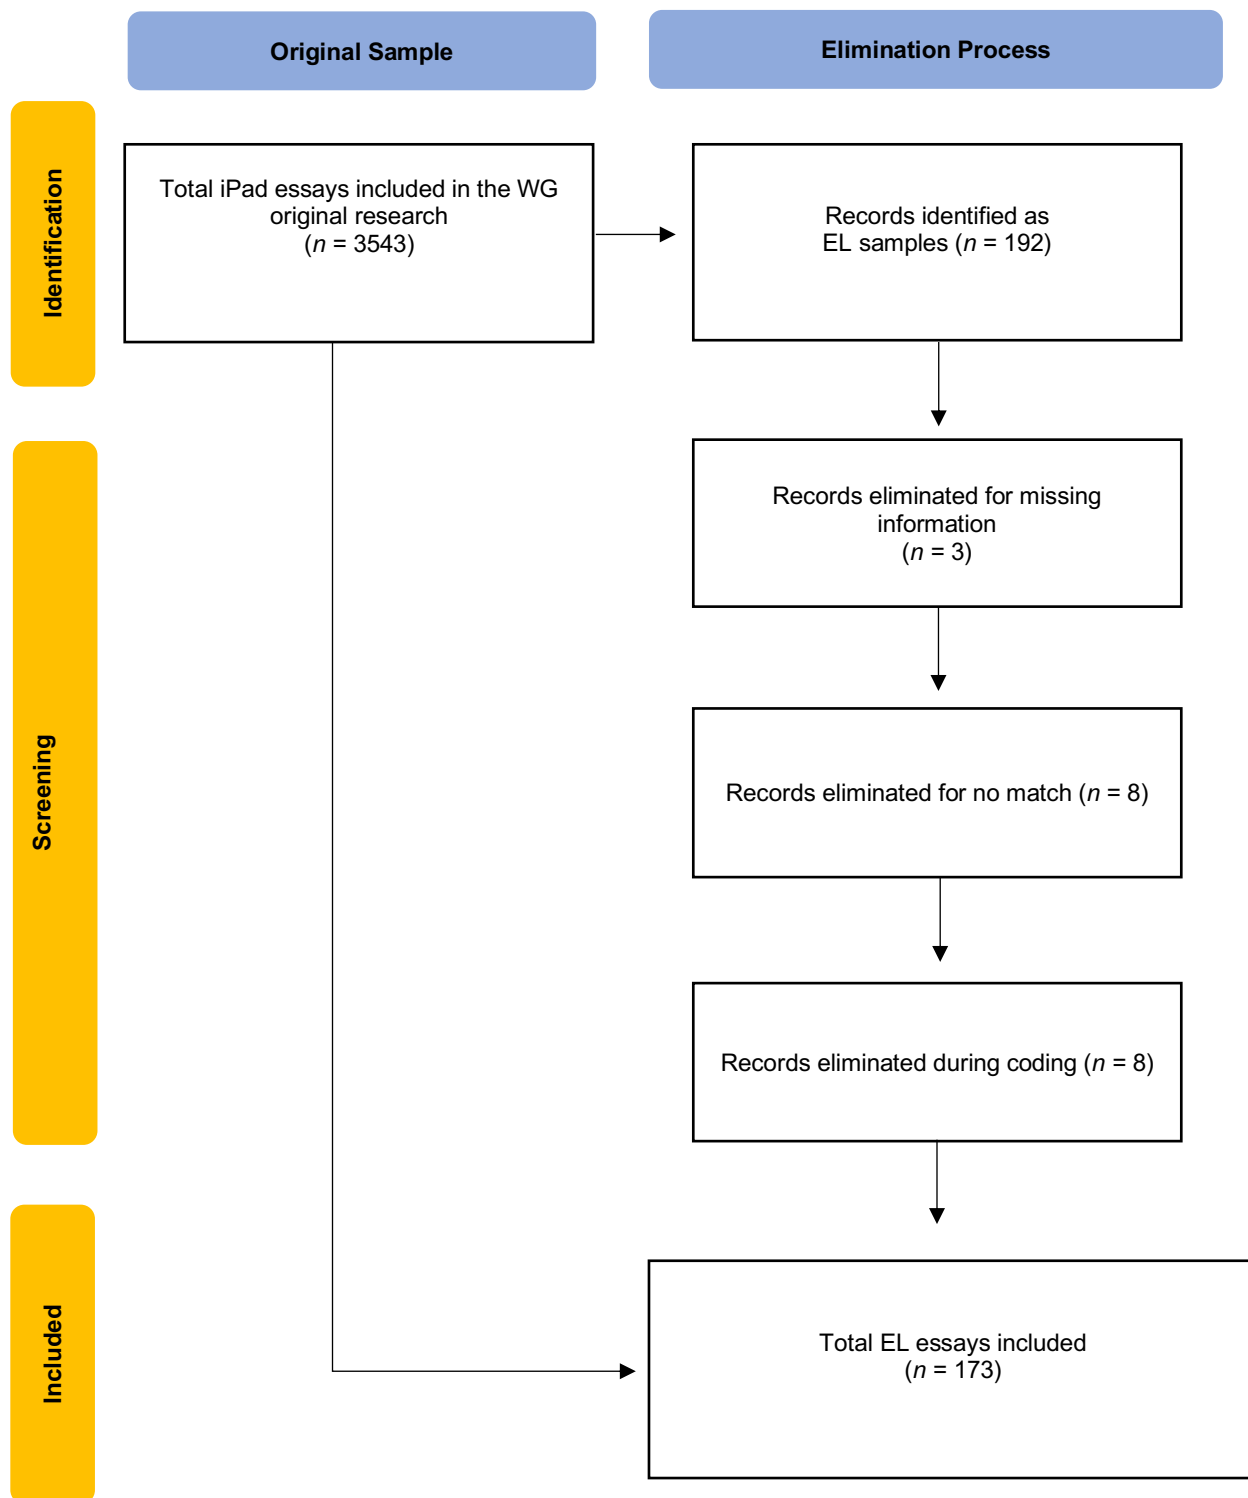 Original Sample
Elimination Process
Identification
Total iPad essays included in the WG
original research
(n = 3543)
Records identified as
EL samples (n = 192)
Screening
Records eliminated for missing
information
(n = 3)
Records eliminated for no match (n = 8)
Records eliminated during coding (n = 8)
Included
Total EL essays included
(n = 173)